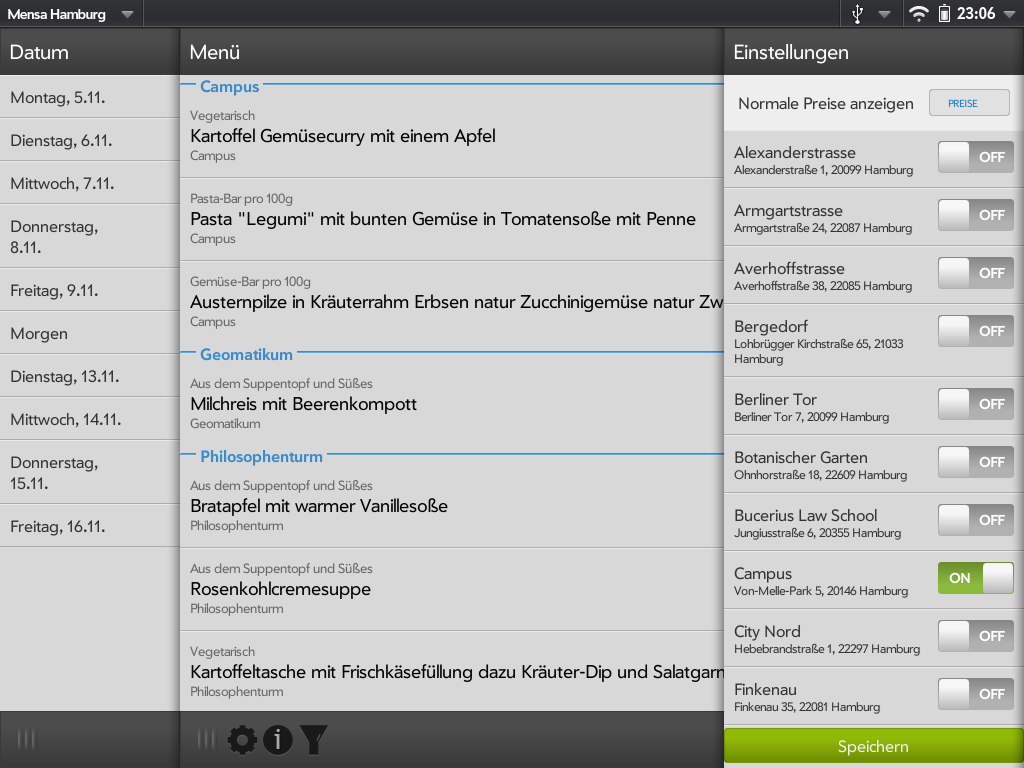 Mensa Hamburg
23:06
Datum
Montag, 5.11.
Dienstag, 6.11.
Mittwoch, 7.11.
Donnerstag,
8.11.
Freitag, 9.11.
Morgen
Dienstag, 13.11.
Mittwoch, 14.11.
Donnerstag,
15.11.
Freitag, 16.11.
Menü
Campus
Vegetarisch
Kartoffel Gemüsecurry mit einem Apfel
Campus
Pasta-Bar pro 100g
Pasta "Legumi" mit bunten Gemüse in Tomatensoße mit Penne
Campus
Gemüse-Bar pro 100g
Austernpilze in Kräuterrahm Erbsen natur Zucchinigemüse natur Zw
Campus
Geomatikum
Aus dem Suppentopf und Süßes
Milchreis mit Beerenkompott
Geomatikum
Philosophenturm
Aus dem Suppentopf und Süßes
Bratapfel mit warmer Vanillesoße
Philosophenturm
Aus dem Suppentopf und Süßes
Rosenkohlcremesuppe
Philosophenturm
Vegetarisch
Kartoffeltasche mit Frischkäsefüllung dazu Kräuter-Dip und Salatgarn
Philosophenturm
Einstellungen
Normale Preise anzeigen PREISE
Alexanderstrasse OFF
Alexanderstraße 1, 20099 Hamburg
Armgartstrasse OFF
Armgartstraße 24, 22087 Hamburg
Averhoffstrasse OFF
Averhoffstraße 38, 22085 Hamburg
Bergedorf OFF
Lohbrügger Kirchstraße 65, 21033
Hamburg
Berliner Tor OFF
Berliner Tor 7, 20099 Hamburg
Botanischer Garten OFF
Ohnhorststraße 18, 22609 Hamburg
Bucerius Law School OFF
Jungiusstraße 6, 20355 Hamburg
Campus ON
Von-Melle-Park 5, 20146 Hamburg
City Nord OFF
Hebebrandstraße 1, 22297 Hamburg
Finkenau OFF
Finkenau 35, 22081 Hamburg
Speichern